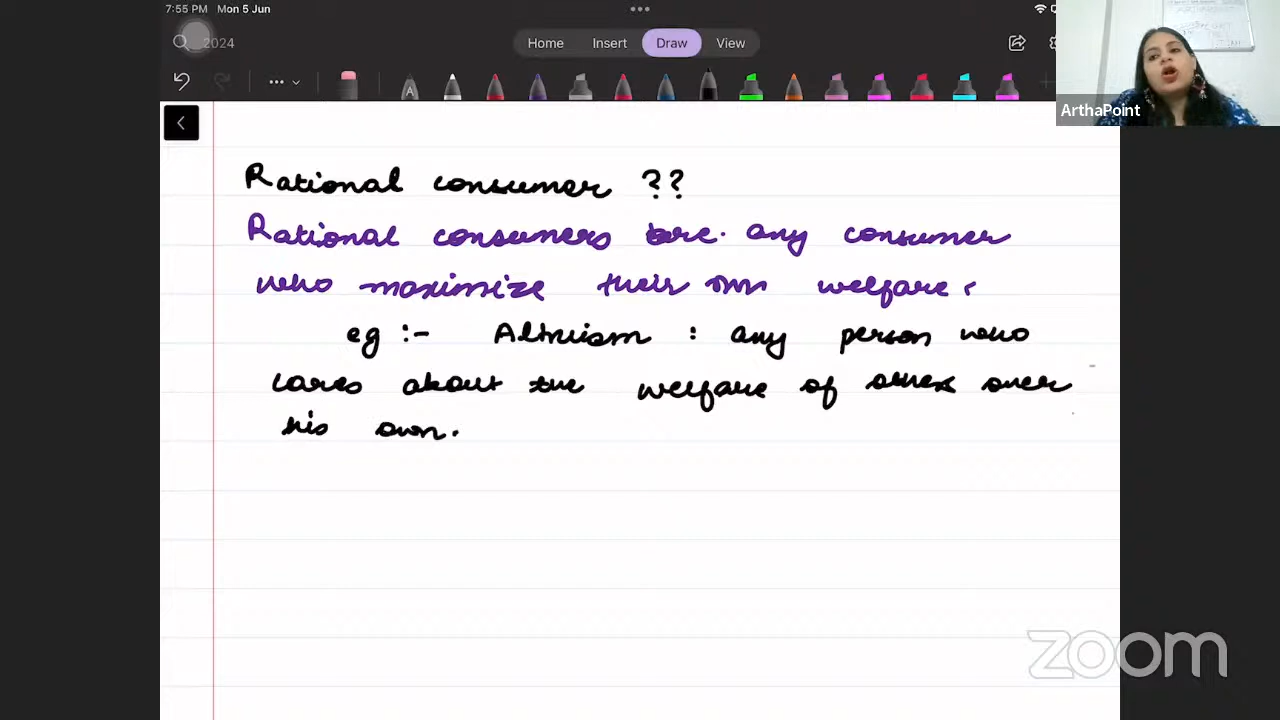 7:55 PM Mon 5 Jun
2024
Home Insert Draw View
ArthaPoint
Rational consumer ??
Rational consumers are. any consumer
who maximize their own welfare.
eg :- Altruism : any person who
cares about the welfare of others over
his own.
zoom